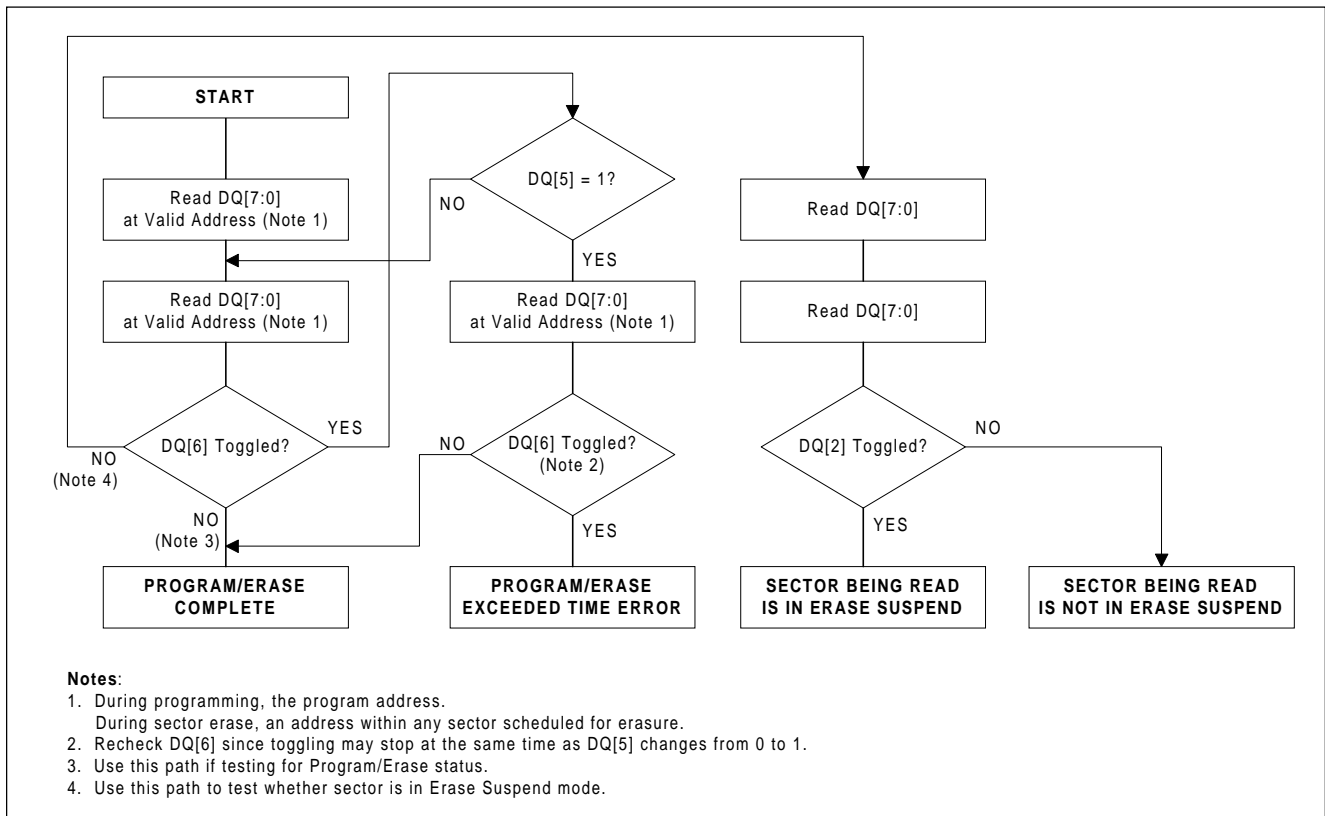 START
Read DQ[7:0]
at Valid Address (Note 1)
Read DQ[7:0]
at Valid Address (Note 1)
DQ[6] Toggled?
YES
NO
(Note 4)
NO
(Note 3)
PROGRAM/ERASE
COMPLETE
DQ[5] = 1?
NO
YES
Read DQ[7:0]
at Valid Address (Note 1)
DQ[6] Toggled?
(Note 2)
NO
YES
PROGRAM/ERASE
EXCEEDED TIME ERROR
Read DQ[7:0]
Read DQ[7:0]
DQ[2] Toggled?
NO
YES
SECTOR BEING READ
IS IN ERASE SUSPEND
SECTOR BEING READ
IS NOT IN ERASE SUSPEND
Notes:
1. During programming, the program address.
During sector erase, an address within any sector scheduled for erasure.
2. Recheck DQ[6] since toggling may stop at the same time as DQ[5] changes from 0 to 1.
3. Use this path if testing for Program/Erase status.
4. Use this path to test whether sector is in Erase Suspend mode.